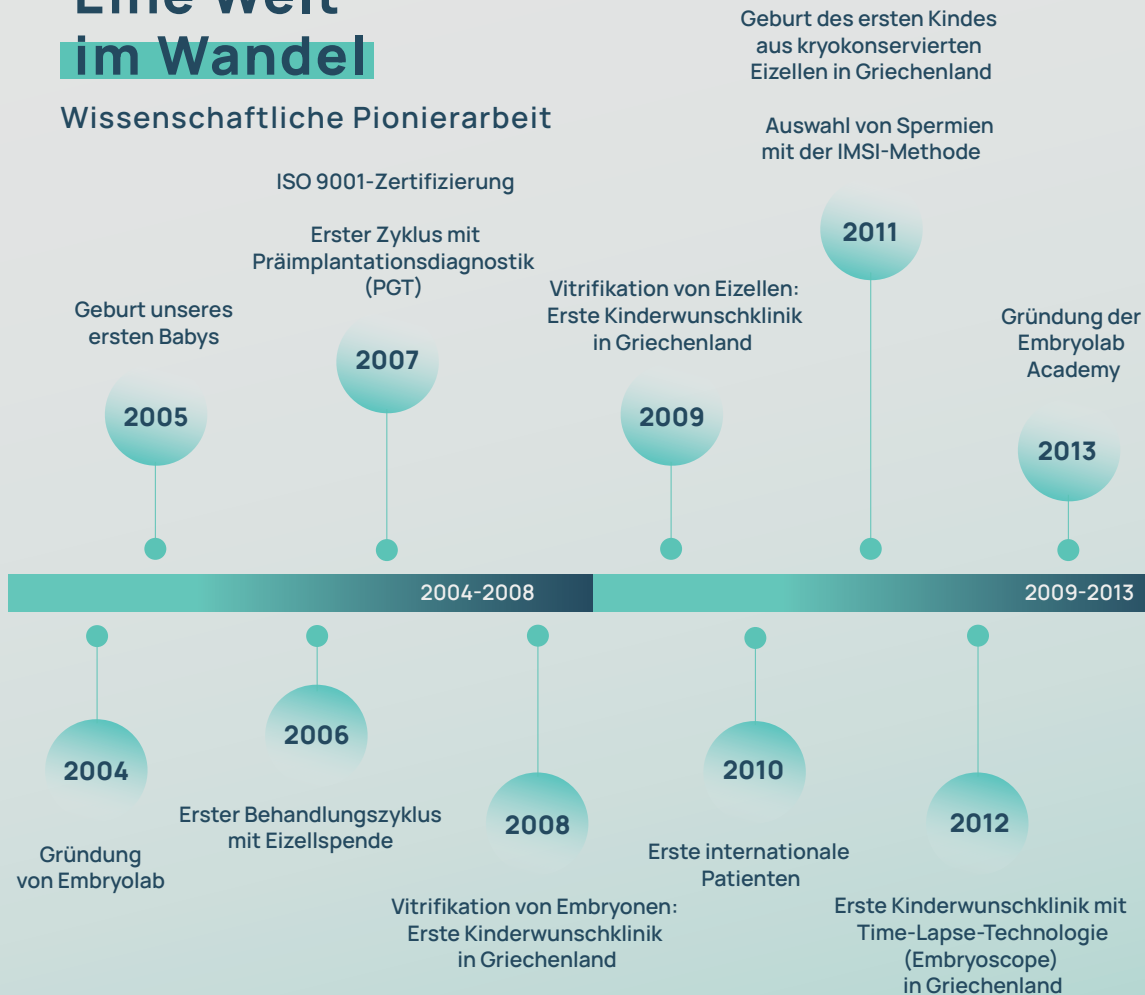 Eine Welt
im Wandel
Wissenschaftliche Pionierarbeit
Geburt unseres
ersten Babys
2005
ISO 9001-Zertifizierung
Erster Zyklus mit
Präimplantationsdiagnostik
(PGT)
2007
Vitrifikation von Eizellen:
Erste Kinderwunschklinik
in Griechenland
2009
Geburt des ersten Kindes
aus kryokonservierten
Eizellen in Griechenland
Auswahl von Spermien
mit der IMSI-Methode
2011
Gründung der
Embryolab
Academy
2013
2004-2008
2009-2013
2004
Gründung
von Embryolab
2006
Erster Behandlungszyklus
mit Eizellspende
2008
Vitrifikation von Embryonen:
Erste Kinderwunschklinik
in Griechenland
2010
Erste internationale
Patienten
2012
Erste Kinderwunschklinik mit
Time-Lapse-Technologie
(Embryoscope)
in Griechenland